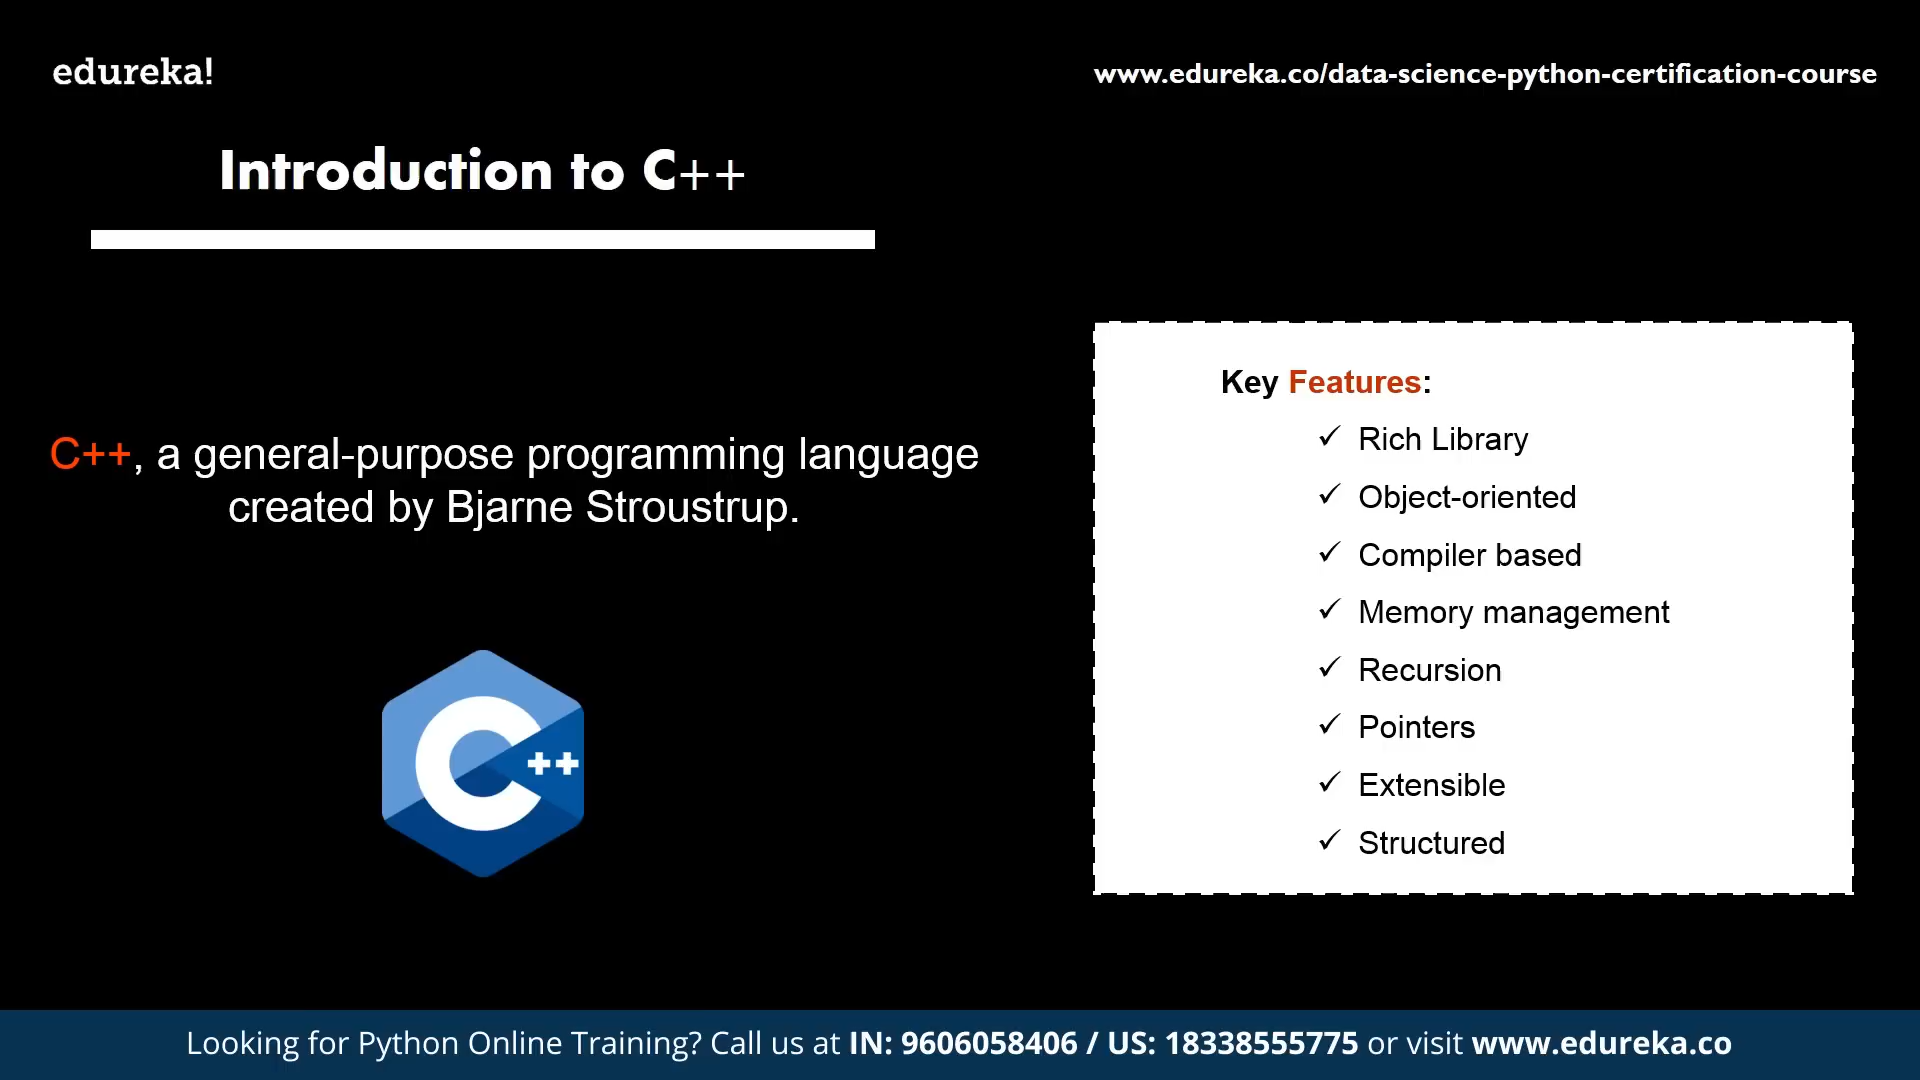 edureka!
www.edureka.co/data-science-python-certification-course
Introduction to C++
C++, a general-purpose programming language
created by Bjarne Stroustrup.
C++
Key Features:
✓ Rich Library
✓ Object-oriented
✓ Compiler based
✓ Memory management
✓ Recursion
✓ Pointers
✓ Extensible
✓ Structured
Looking for Python Online Training? Call us at IN: 9606058406 / US: 18338555775 or visit www.edureka.co